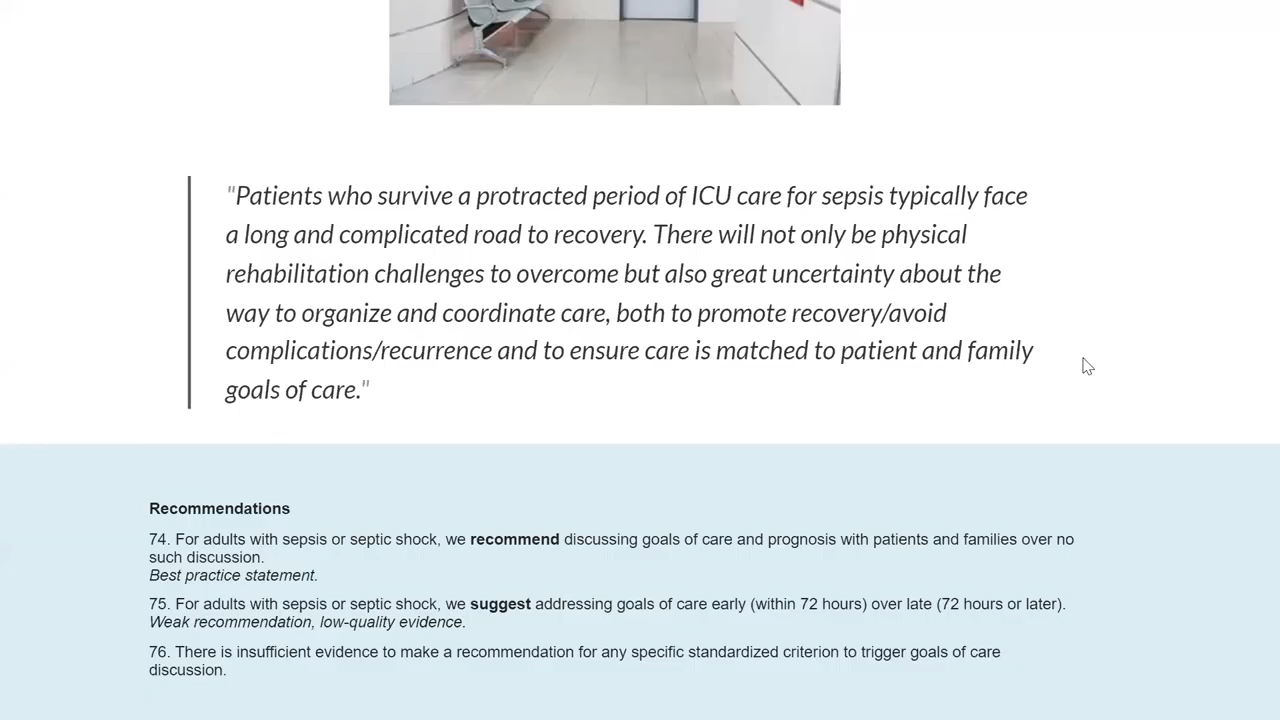 "Patients who survive a protracted period of ICU care for sepsis typically face
a long and complicated road to recovery. There will not only be physical
rehabilitation challenges to overcome but also great uncertainty about the
way to organize and coordinate care, both to promote recovery/avoid
complications/recurrence and to ensure care is matched to patient and family
goals of care."
Recommendations
74. For adults with sepsis or septic shock, we recommend discussing goals of care and prognosis with patients and families over no
such discussion.
Best practice statement.
75. For adults with sepsis or septic shock, we suggest addressing goals of care early (within 72 hours) over late (72 hours or later).
Weak recommendation, low-quality evidence.
76. There is insufficient evidence to make a recommendation for any specific standardized criterion to trigger goals of care
discussion.